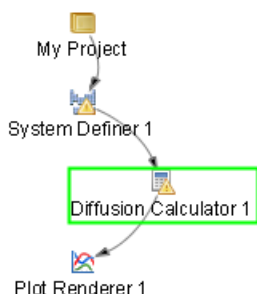 My Project
System Definer 1
Diffusion Calculator 1
Plot Renderer 1